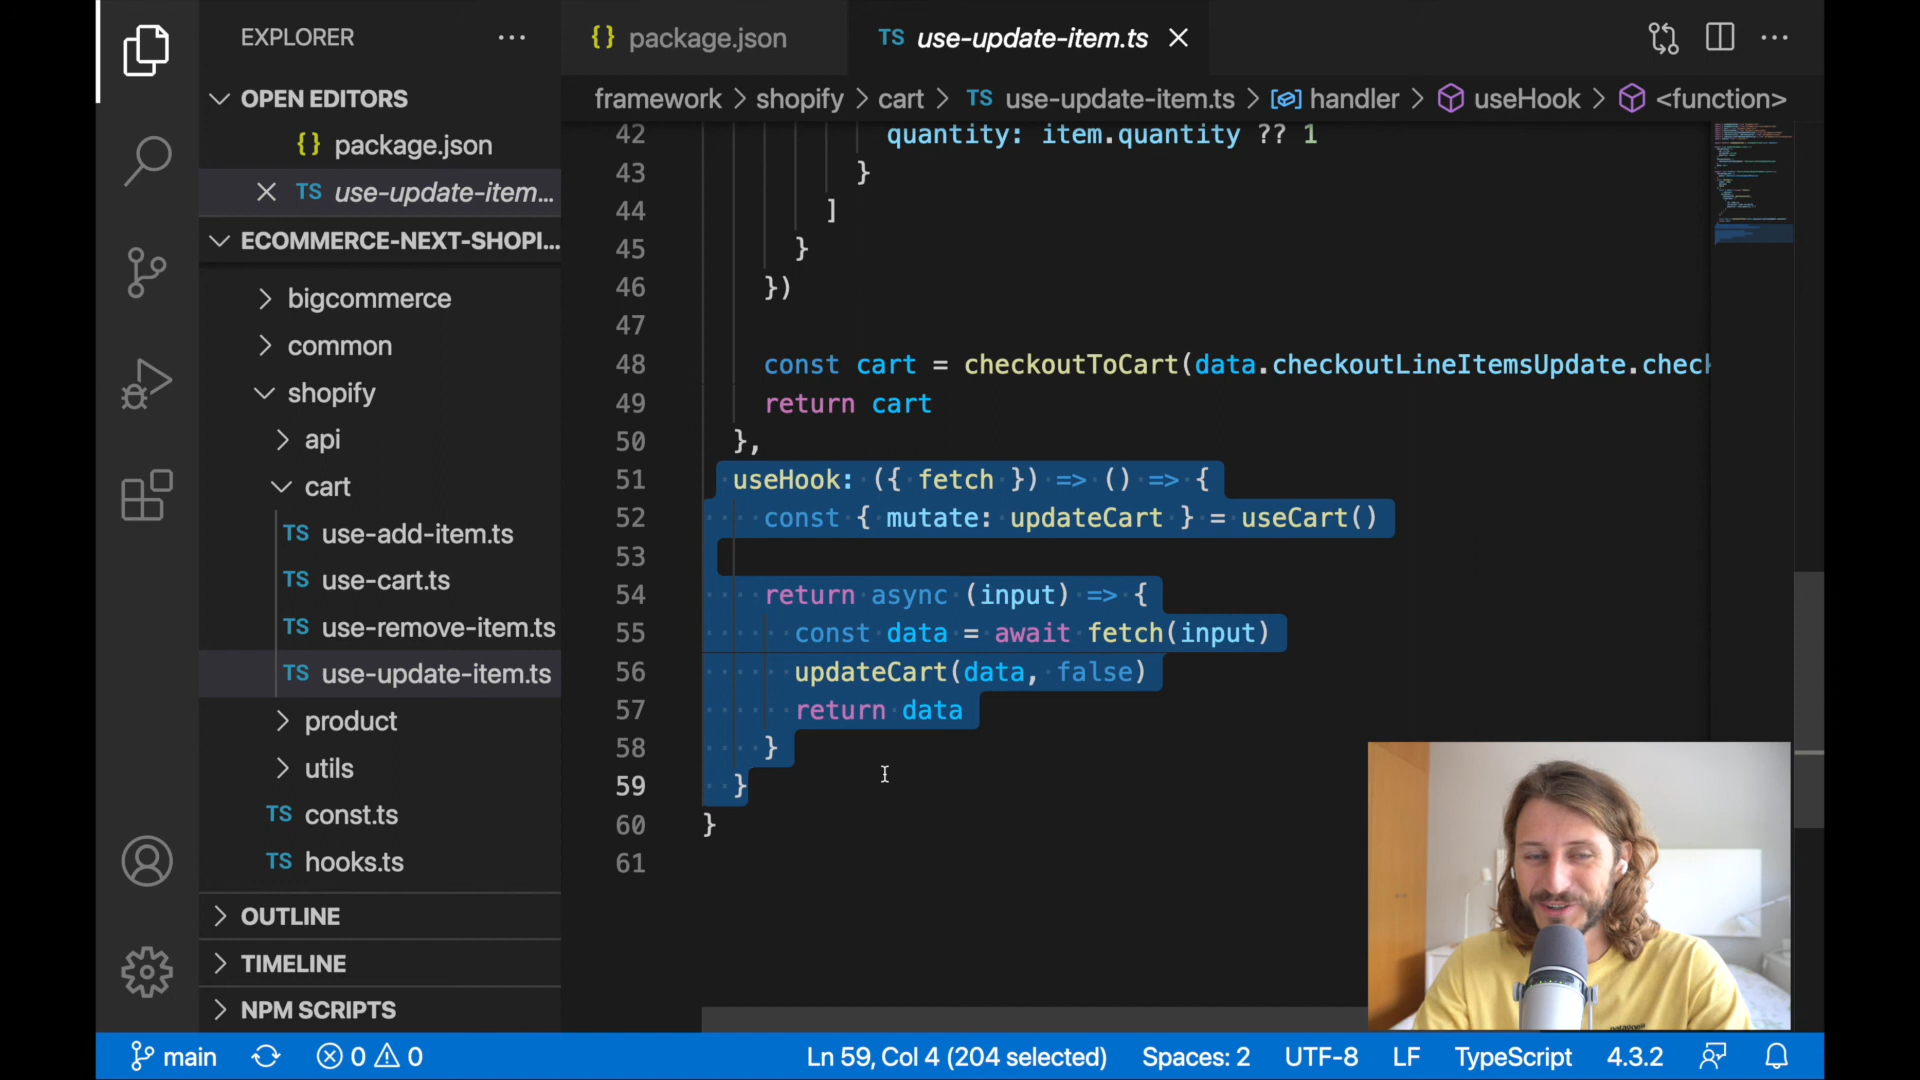 EXPLORER
{} package.json
TS use-update-item.ts
OPEN EDITORS
{} package.json
TS use-update-item...
ECOMMERCE-NEXT-SHOPI...
bigcommerce
common
shopify
api
cart
TS use-add-item.ts
TS use-cart.ts
TS use-remove-item.ts
TS use-update-item.ts
product
utils
TS const.ts
TS hooks.ts
OUTLINE
TIMELINE
NPM SCRIPTS
framework > shopify > cart > TS use-update-item.ts > handler > useHook > <function>
42 quantity: item.quantity ?? 1
43 }
44 ]
45 }
46 })
47
48 const cart = checkoutToCart(data.checkoutLineItemsUpdate.check
49 return cart
50 },
51 useHook: ({ fetch }) => () => {
52 const { mutate: updateCart } = useCart()
53
54 return async (input) => {
55 const data = await fetch(input)
56 updateCart(data, false)
57 return data
58 }
59 }
60 }
61
patagonia
main
0 0
Ln 59, Col 4 (204 selected)
Spaces: 2
UTF-8
LF
TypeScript
4.3.2